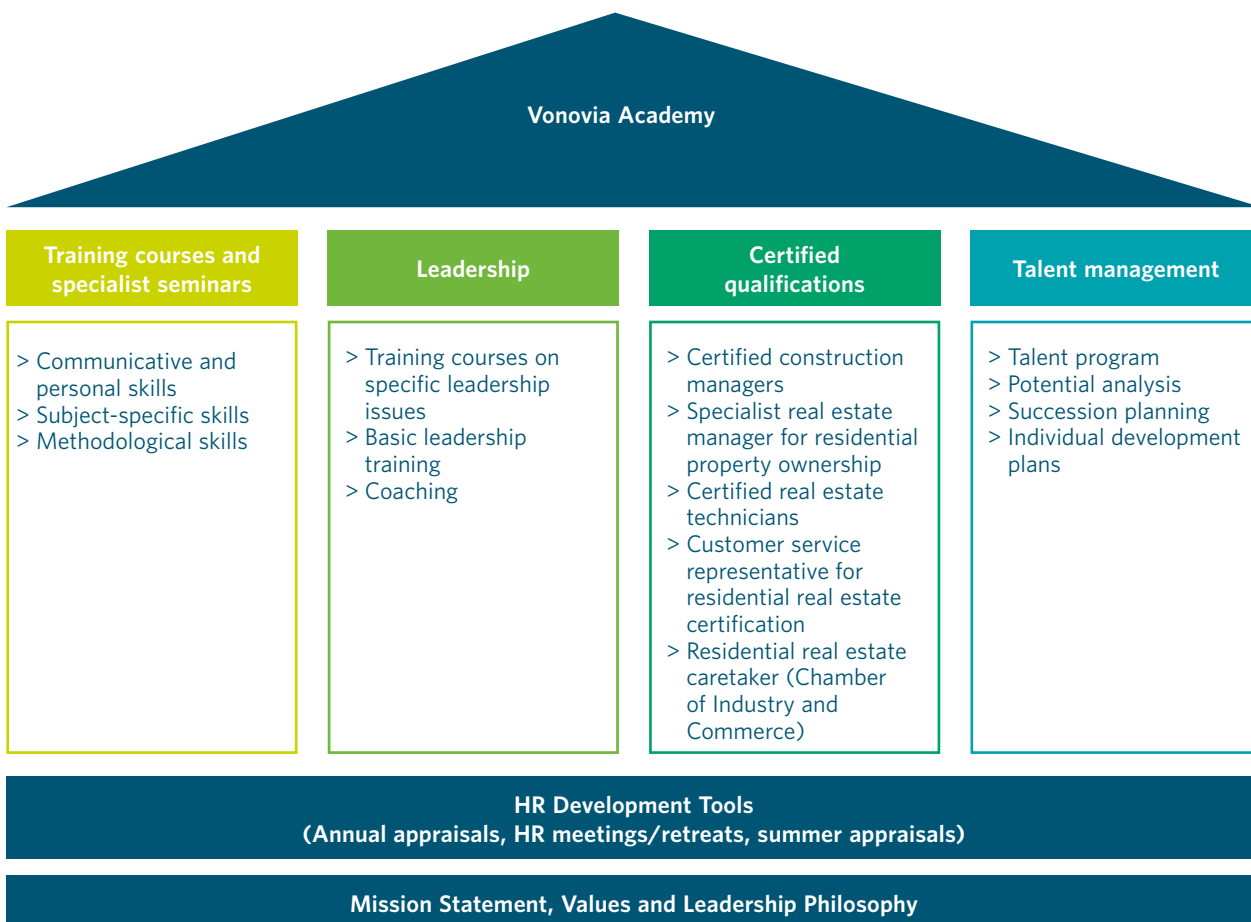 Vonovia Academy
Training courses and
specialist seminars
> Communicative and
personal skills
> Subject-specific skills
> Methodological skills
Leadership
> Training courses on
specific leadership
issues
> Basic leadership
training
> Coaching
Certified
qualifications
> Certified construction
managers
> Specialist real estate
manager for residential
property ownership
> Certified real estate
technicians
> Customer service
representative for
residential real estate
certification
> Residential real estate
caretaker (Chamber
of Industry and
Commerce)
Talent management
> Talent program
> Potential analysis
> Succession planning
> Individual development
plans
HR Development Tools
(Annual appraisals, HR meetings/retreats, summer appraisals)
Mission Statement, Values and Leadership Philosophy